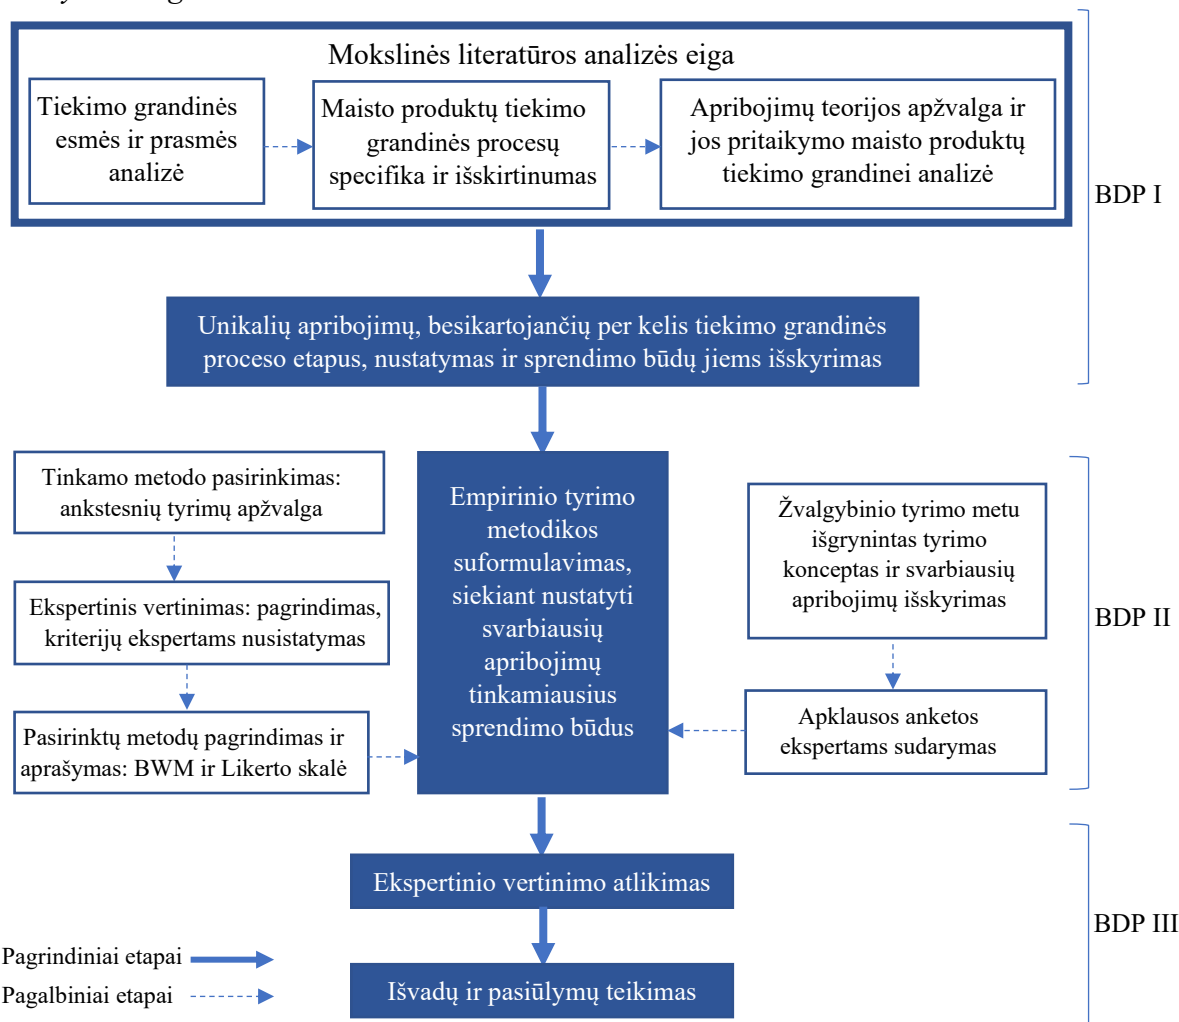 Mokslinės literatūros analizės eiga
Tiekimo grandinės
esmės ir prasmės
analizė
Maisto produktų tiekimo
grandinės procesų
specifika ir išskirtinumas
Apribojimų teorijos apžvalga ir
jos pritaikymo maisto produktų
tiekimo grandinei analizė
BDP I
Unikalių apribojimų, besikartojančių per kelis tiekimo grandinės
proceso etapus, nustatymas ir sprendimo būdų jiems išskyrimas
Tinkamo metodo pasirinkimas:
ankstesnių tyrimų apžvalga
Ekspertinis vertinimas: pagrindimas,
kriterijų ekspertams nusistatymas
Pasirinktų metodų pagrindimas ir
aprašymas: BWM ir Likerto skalė
Empirinio tyrimo
metodikos
suformulavimas,
siekiant nustatyti
svarbiausių
apribojimų
tinkamiausius
sprendimo būdus
Žvalgybinio tyrimo metu
išgrynintas tyrimo
konceptas ir svarbiausių
apribojimų išskyrimas
Apklausos anketos
ekspertams sudarymas
BDP II
Ekspertinio vertinimo atlikimas
Išvadų ir pasiūlymų teikimas
BDP III
Pagrindiniai etapai
Pagalbiniai etapai